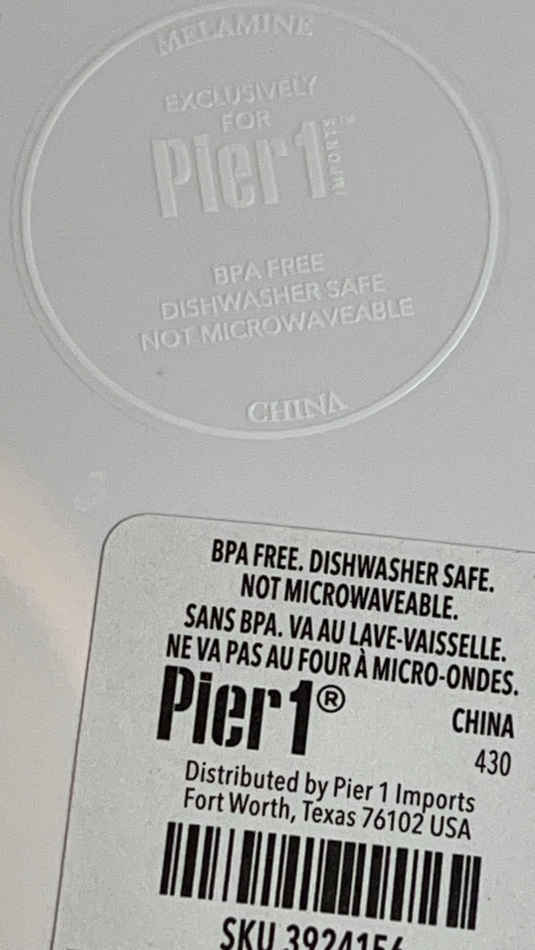 MELAMINE
EXCLUSIVELY
FOR
Pier1
BPA FREE
DISHWASHER SAFE
NOT MICROWAVEABLE
CHINA
BPA FREE. DISHWASHER SAFE.
NOT MICROWAVEABLE.
SANS BPA. VA AU LAVE-VAISSELLE.
NE VA PAS AU FOUR À MICRO-ONDES.
Pier1®
CHINA
430
Distributed by Pier 1 Imports
Fort Worth, Texas 76102 USA
SKU 3924156